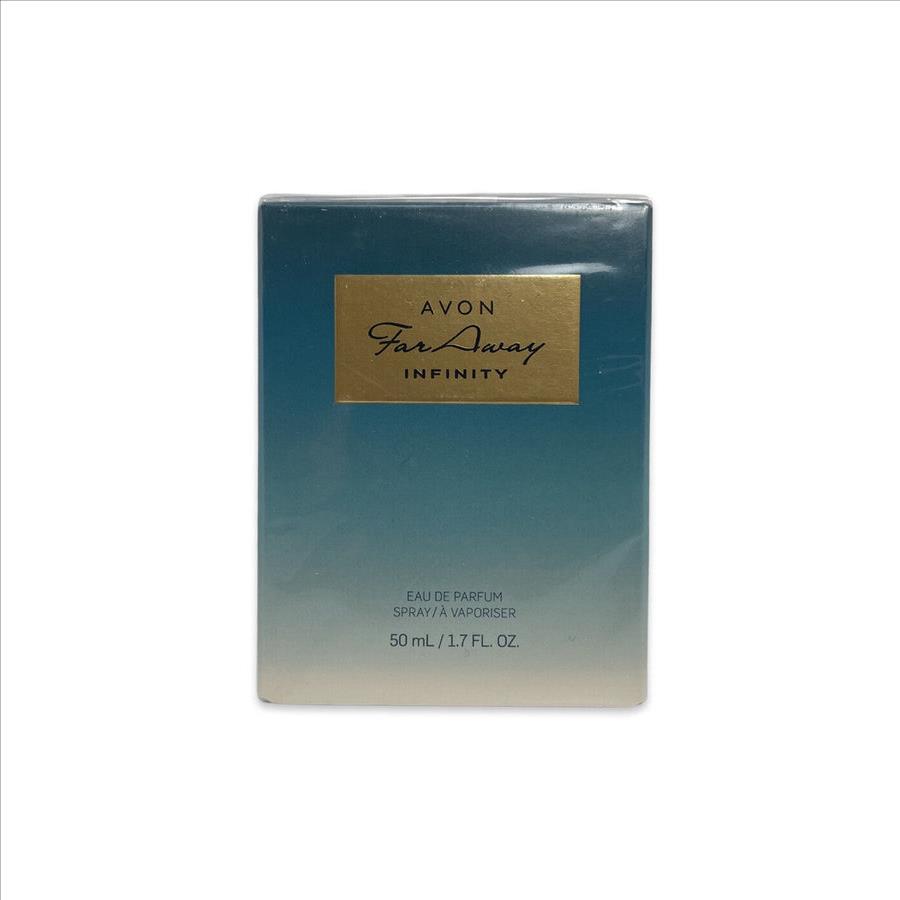 AVON
Far Away
INFINITY
EAU DE PARFUM
SPRAY/À VAPORISER
50 mL / 1.7 FL. OZ.